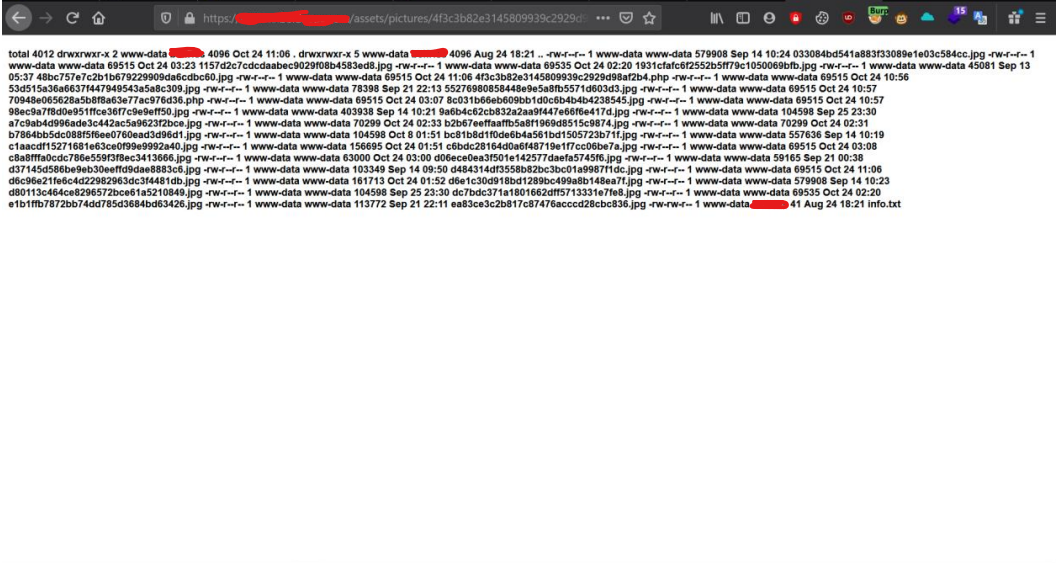 https:// /assets/pictures/4f3c3b82e3145809939c2929d9
Burp
UD
15
total 4012 drwxrwxr-x 2 www-data 4096 Oct 24 11:06 . drwxrwxr-x 5 www-data 4096 Aug 24 18:21 .. -rw-r--r-- 1 www-data www-data 579908 Sep 14 10:24 033084bd541a883f33089e1e03c584cc.jpg -rw-r--r-- 1
www-data www-data 69515 Oct 24 03:23 1157d2c7cdcdaabec9029f08b4583ed8.jpg -rw-r--r-- 1 www-data www-data 69535 Oct 24 02:20 1931cfafc6f2552b5ff79c1050069bfb.jpg -rw-r--r-- 1 www-data www-data 45081 Sep 13
05:37 48bc757e7c2b1b679229909da6cdbc60.jpg -rw-r--r-- 1 www-data www-data 69515 Oct 24 11:06 4f3c3b82e3145809939c2929d98af2b4.php -rw-r--r-- 1 www-data www-data 69515 Oct 24 10:56
53d515a36a6637f447949543a5a8c309.jpg -rw-r--r-- 1 www-data www-data 78398 Sep 21 22:13 55276980858448e9e5a8fb5571d603d3.jpg -rw-r--r-- 1 www-data www-data 69515 Oct 24 10:57
70948e065628a5b8f8a63e77ac976d36.php -rw-r--r-- 1 www-data www-data 69515 Oct 24 03:07 8c031b66eb609bb1d0c6b4b4b4238545.jpg -rw-r--r-- 1 www-data www-data 69515 Oct 24 10:57
98ec9a7f8d0e951ffce36f7c9e9eff50.jpg -rw-r--r-- 1 www-data www-data 403938 Sep 14 10:21 9a6b4c62cb832a2aa9f447e66f6e417d.jpg -rw-r--r-- 1 www-data www-data 104598 Sep 25 23:30
a7c9ab4d996ade3c442ac5a9623f2bce.jpg -rw-r--r-- 1 www-data www-data 70299 Oct 24 02:33 b2b67eeffaaffb5a8f1969d8515c9874.jpg -rw-r--r-- 1 www-data www-data 70299 Oct 24 02:31
b7864bb5dc088f5f6ee0760ead3d96d1.jpg -rw-r--r-- 1 www-data www-data 104598 Oct 8 01:51 bc81b8d1f0de6b4a561bd1505723b71f.jpg -rw-r--r-- 1 www-data www-data 557636 Sep 14 10:19
c1aacdf15271681e63ce0f99e9992a40.jpg -rw-r--r-- 1 www-data www-data 156695 Oct 24 01:51 c6bdc28164d0a6f48719e1f7cc06be7a.jpg -rw-r--r-- 1 www-data www-data 69515 Oct 24 03:08
c8a8fffa0cdc786e559f3f8ec3413666.jpg -rw-r--r-- 1 www-data www-data 63000 Oct 24 03:00 d06ece0ea3f501e142577daefa5745f6.jpg -rw-r--r-- 1 www-data www-data 59165 Sep 21 00:38
d37145d586be9eb30eeffd9dae8883c6.jpg -rw-r--r-- 1 www-data www-data 103349 Sep 14 09:50 d484314df3558b82bc3bc01a9987f1dc.jpg -rw-r--r-- 1 www-data www-data 69515 Oct 24 11:06
d6c96e21fe6c4d22982963dc3f4481db.jpg -rw-r--r-- 1 www-data www-data 161713 Oct 24 01:52 d6e1c30d918bd1289bc499a8b148ea7f.jpg -rw-r--r-- 1 www-data www-data 579908 Sep 14 10:23
d80113c464ce8296572bce61a5210849.jpg -rw-r--r-- 1 www-data www-data 104598 Sep 25 23:30 dc7bdc371a1801662dff5713331e7fe8.jpg -rw-r--r-- 1 www-data www-data 69535 Oct 24 02:20
e1b1ffb7872bb74dd785d3684bd63426.jpg -rw-r--r-- 1 www-data www-data 113772 Sep 21 22:11 ea83ce3c2b817c87476acccd28cbc836.jpg -rw-rw-r-- 1 www-data 41 Aug 24 18:21 info.txt